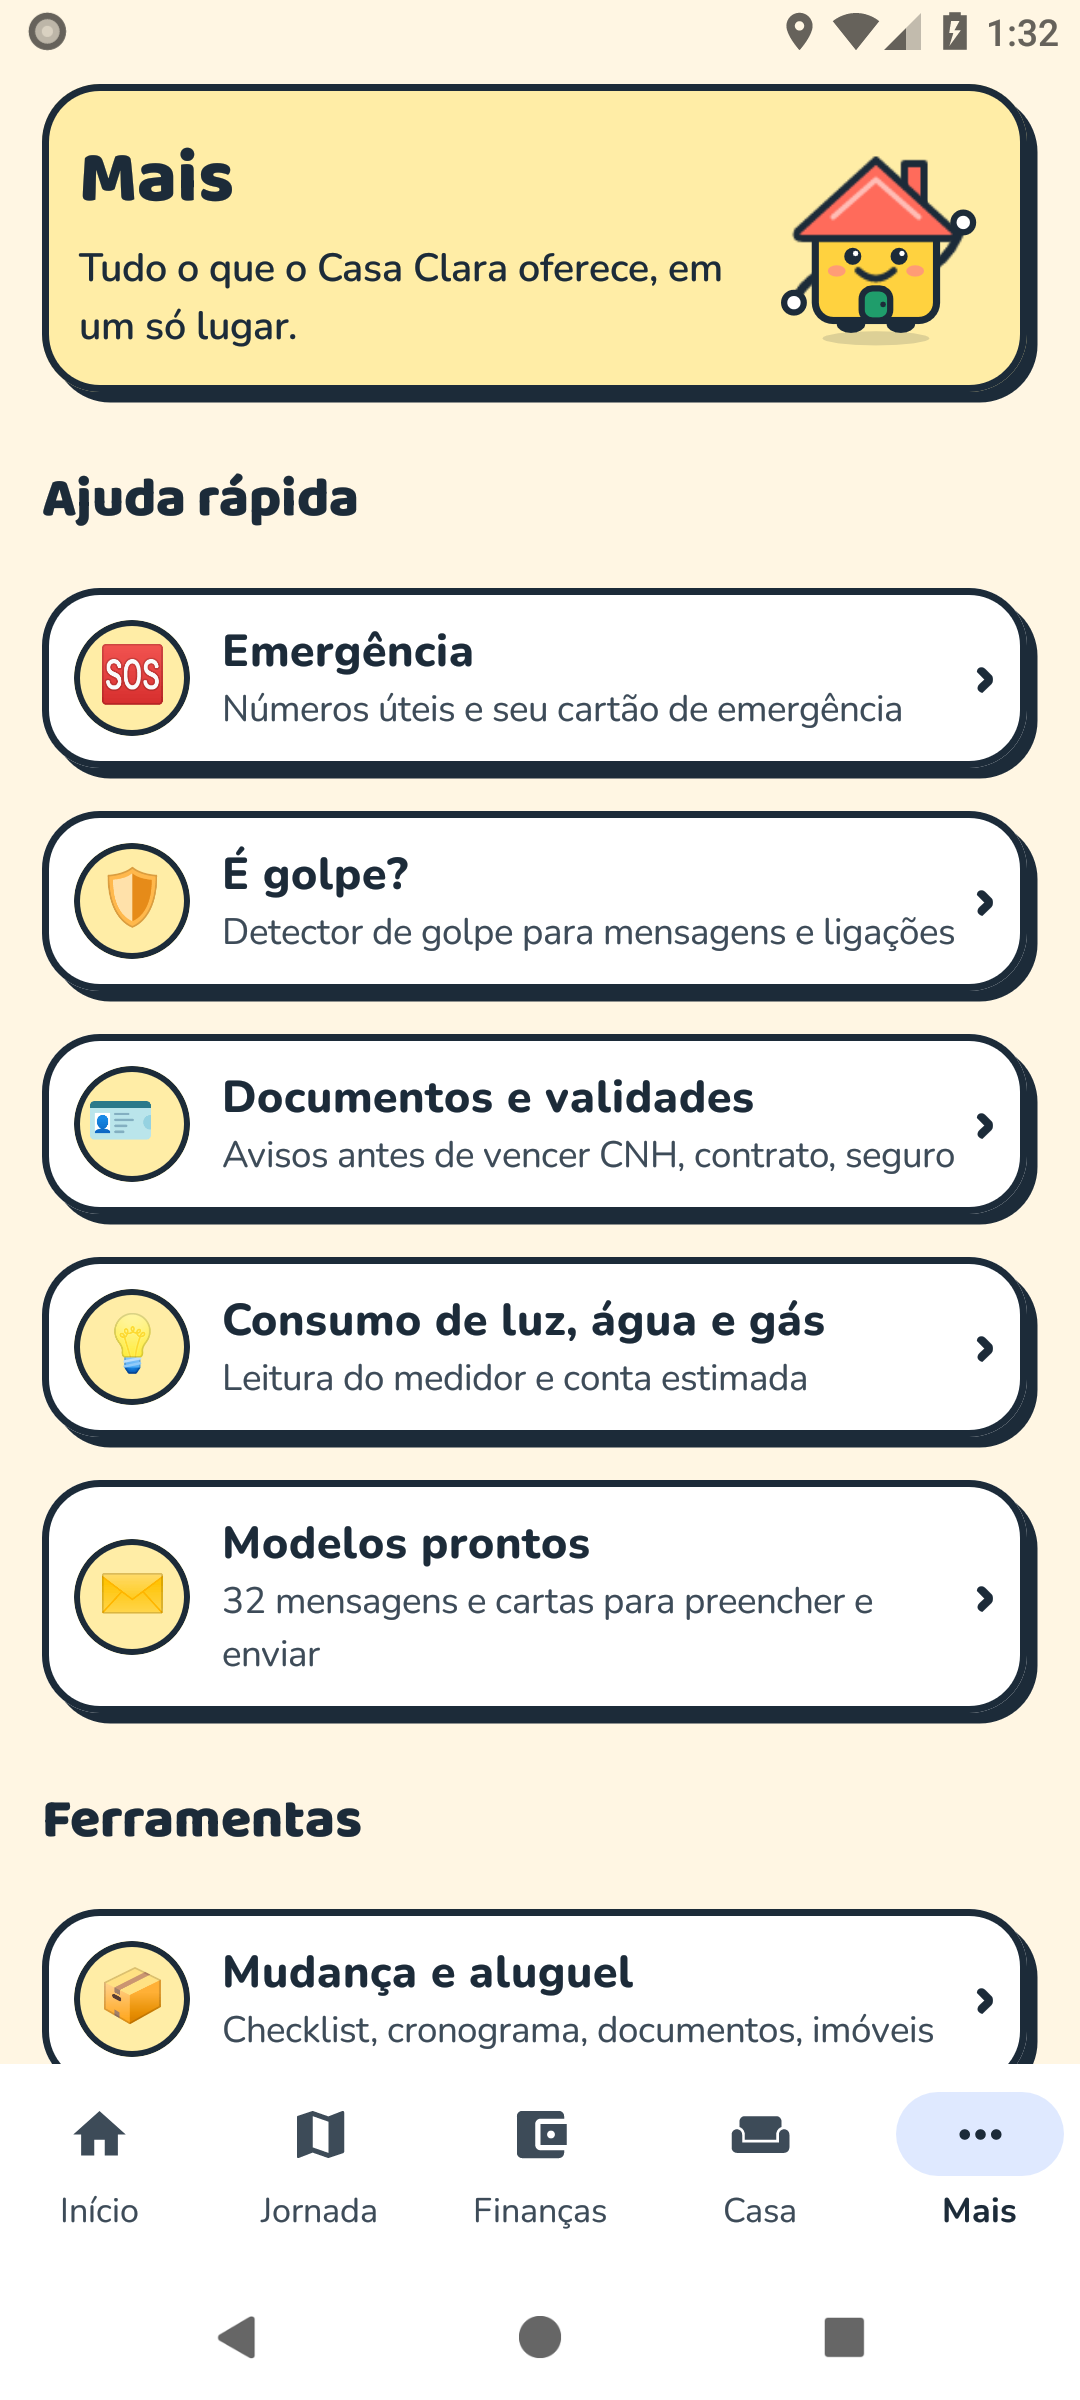 1:32
Mais
Tudo o que o Casa Clara oferece, em
um só lugar.
Ajuda rápida
SOS
Emergência
Números úteis e seu cartão de emergência
É golpe?
Detector de golpe para mensagens e ligações
Documentos e validades
Avisos antes de vencer CNH, contrato, seguro
Consumo de luz, água e gás
Leitura do medidor e conta estimada
Modelos prontos
32 mensagens e cartas para preencher e
enviar
Ferramentas
Mudança e aluguel
Checklist, cronograma, documentos, imóveis
Início
Jornada
Finanças
Casa
Mais